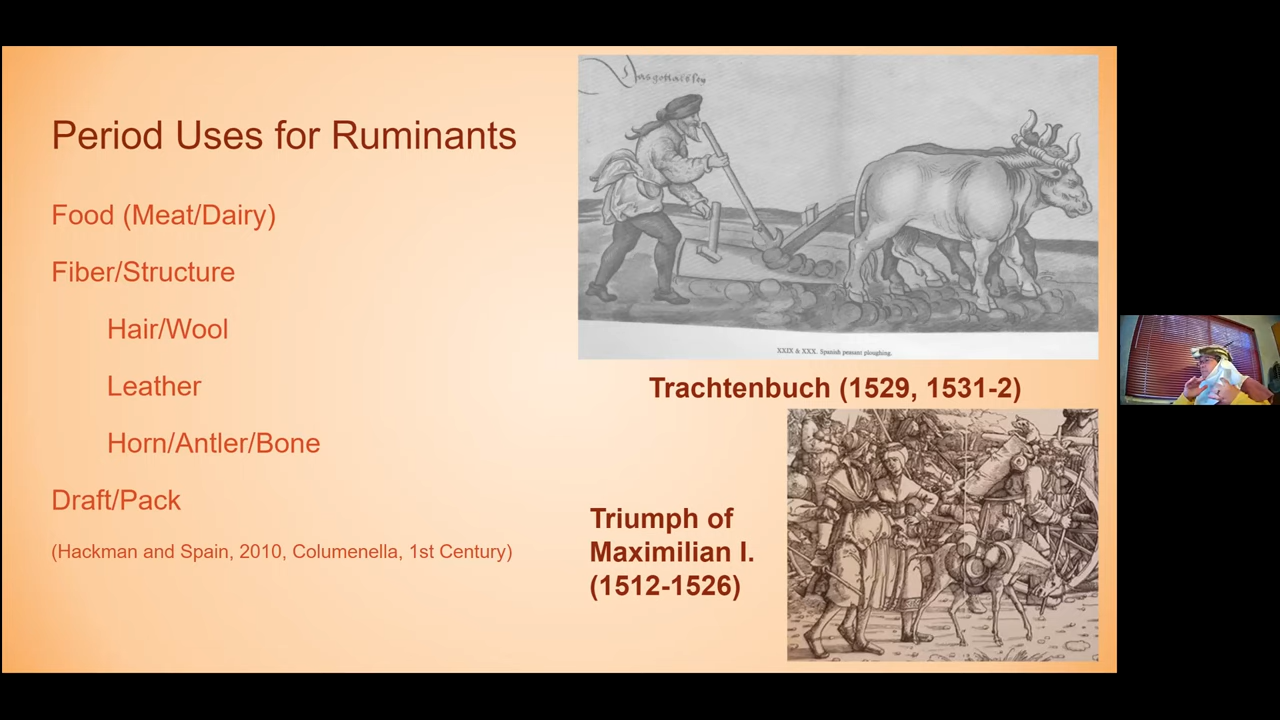 Period Uses for Ruminants
Food (Meat/Dairy)
Fiber/Structure
Hair/Wool
Leather
Horn/Antler/Bone
Draft/Pack
(Hackman and Spain, 2010, Columenella, 1st Century)
XXIX & XXX. Spanish peasant ploughing.
Trachtenbuch (1529, 1531-2)
Triumph of
Maximilian I.
(1512-1526)